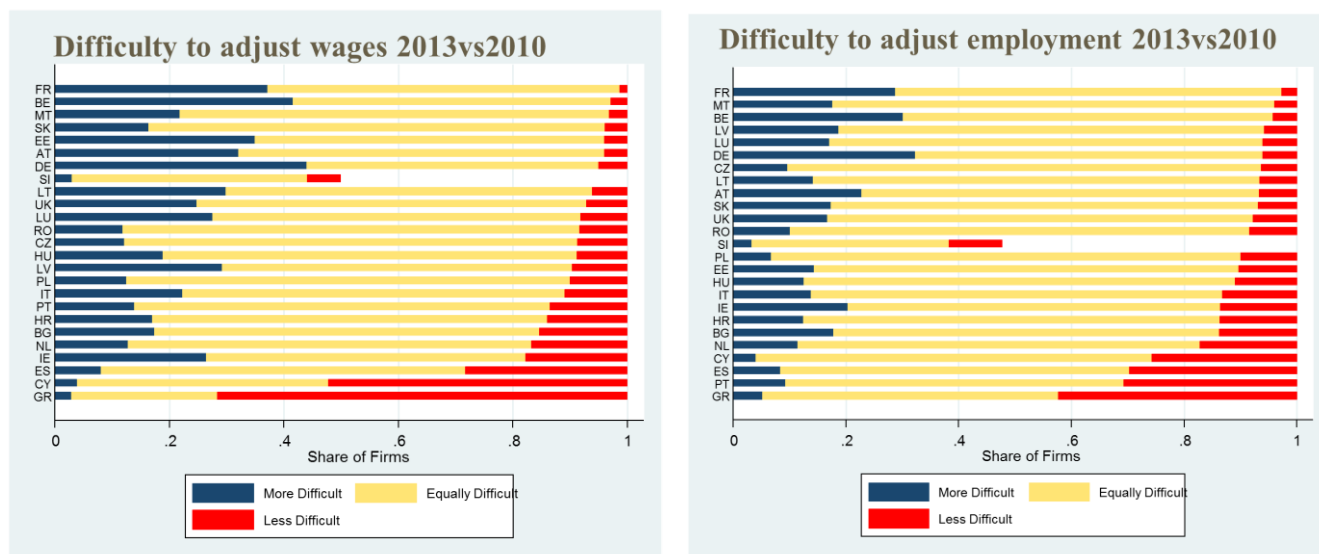 Difficulty to adjust wages 2013vs2010
FR
BE
MT
SK
EE
AT
DE
SI
LT
UK
LU
RO
CZ
HU
LV
PL
IT
PT
HR
BG
NL
IE
ES
CY
GR
0 .2 .4 .6 .8 1
Share of Firms
More Difficult Equally Difficult
Less Difficult
Difficulty to adjust employment 2013vs2010
FR
MT
BE
LV
LU
DE
CZ
LT
AT
SK
UK
RO
SI
PL
EE
HU
IT
IE
HR
BG
NL
CY
ES
PT
GR
0 .2 .4 .6 .8 1
Share of Firms
More Difficult Equally Difficult
Less Difficult